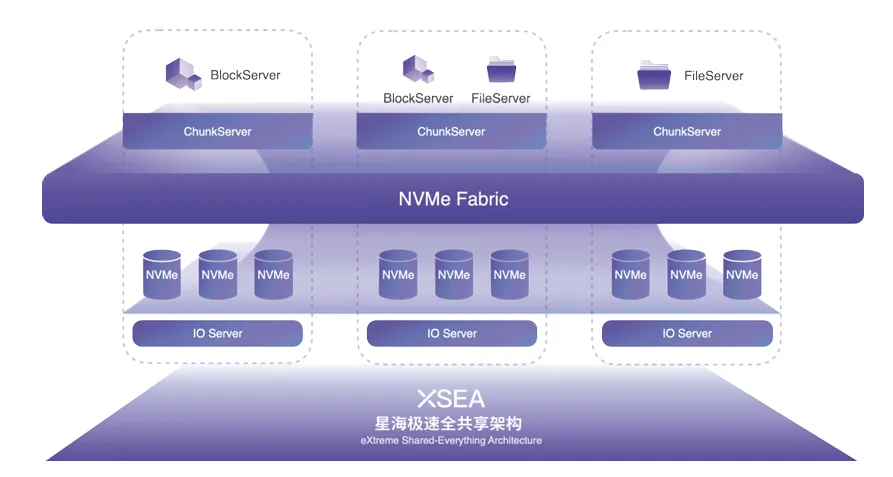 BlockServer
BlockServer
FileServer
FileServer
ChunkServer
ChunkServer
ChunkServer
NVMe Fabric
NVMe NVMe NVMe
NVMe NVMe NVMe
NVMe NVMe NVMe
IO Server
IO Server
IO Server
XSEA
星海极速全共享架构
eXtreme Shared-Everything Architecture